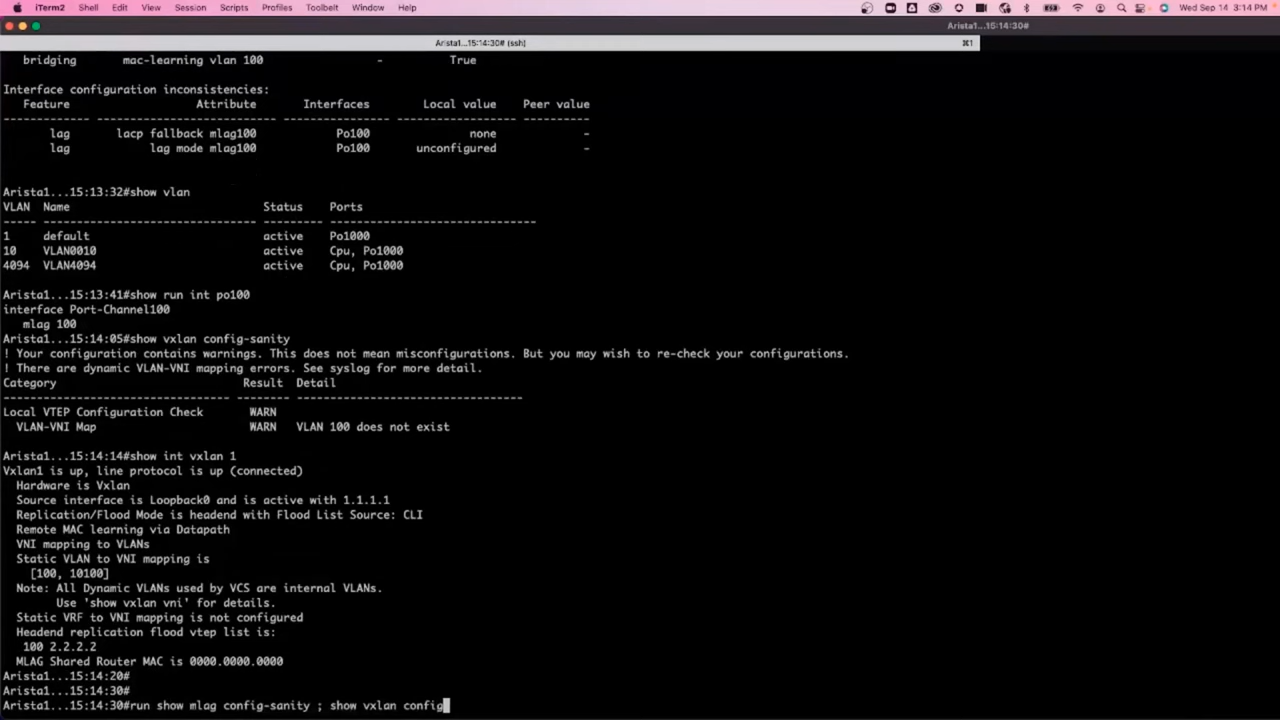 iTerm2 Shell Edit View Session Scripts Profiles Toolbelt Window Help Wed Sep 14 3:14 PM
Arista1...15:14:30#
Arista1...15:14:30# (ssh) ⌘1
bridging mac-learning vlan 100 - True
Interface configuration inconsistencies:
Feature Attribute Interfaces Local value Peer value
------------- --------------------------- --------------- ----------------- ----------
lag lacp fallback mlag100 Po100 none -
lag lag mode mlag100 Po100 unconfigured -
Arista1...15:13:32#show vlan
VLAN Name Status Ports
----- -------------------------------- --------- -------------------------------
1 default active Po1000
10 VLAN0010 active Cpu, Po1000
4094 VLAN4094 active Cpu, Po1000
Arista1...15:13:41#show run int po100
interface Port-Channel100
mlag 100
Arista1...15:14:05#show vxlan config-sanity
! Your configuration contains warnings. This does not mean misconfigurations. But you may wish to re-check your configurations.
! There are dynamic VLAN-VNI mapping errors. See syslog for more detail.
Category Result Detail
---------------------------------- -------- ----------------------------------
Local VTEP Configuration Check WARN
VLAN-VNI Map WARN VLAN 100 does not exist
Arista1...15:14:14#show int vxlan 1
Vxlan1 is up, line protocol is up (connected)
Hardware is Vxlan
Source interface is Loopback0 and is active with 1.1.1.1
Replication/Flood Mode is headend with Flood List Source: CLI
Remote MAC learning via Datapath
VNI mapping to VLANs
Static VLAN to VNI mapping is
[100, 10100]
Note: All Dynamic VLANs used by VCS are internal VLANs.
Use 'show vxlan vni' for details.
Static VRF to VNI mapping is not configured
Headend replication flood vtep list is:
100 2.2.2.2
MLAG Shared Router MAC is 0000.0000.0000
Arista1...15:14:20#
Arista1...15:14:30#
Arista1...15:14:30#run show mlag config-sanity ; show vxlan config